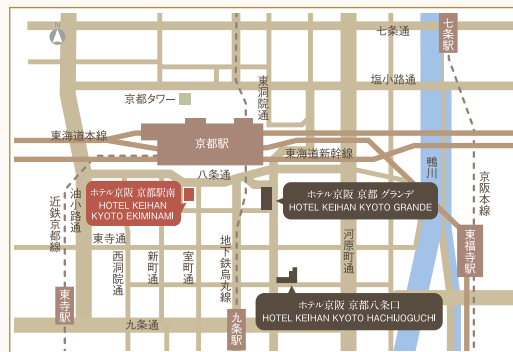 七条通
七条駅
塩小路通
東洞院通
京都タワー
東海道本線
京都駅
東海道新幹線
八条通
鴨川
京阪本線
ホテル京阪 京都駅南
HOTEL KEIHAN
KYOTO EKIMINAMI
ホテル京阪 京都 グランデ
HOTEL KEIHAN KYOTO GRANDE
近鉄京都線
油小路通
東寺通
西洞院通
新町通
室町通
地下鉄烏丸線
河原町通
東福寺駅
ホテル京阪 京都八条口
HOTEL KEIHAN KYOTO HACHIJOGUCHI
東寺駅
九条通
九条駅